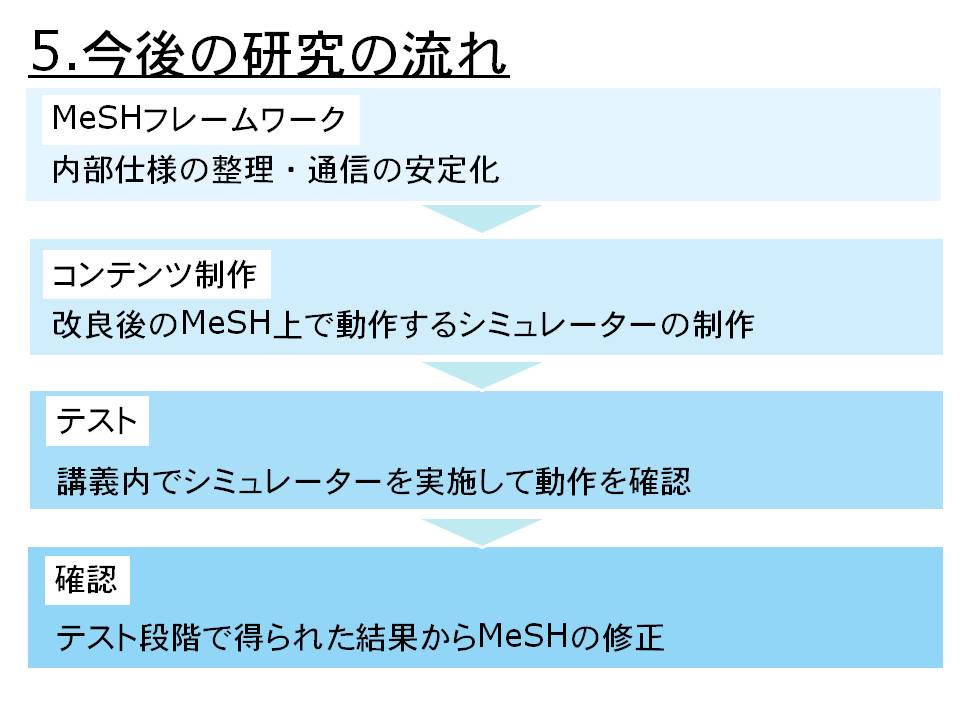 5.今後の研究の流れ
MeSHフレームワーク
内部仕様の整理・通信の安定化
コンテンツ制作
改良後のMeSH上で動作するシミュレーターの制作
テスト
講義内でシミュレーターを実施して動作を確認
確認
テスト段階で得られた結果からMeSHの修正